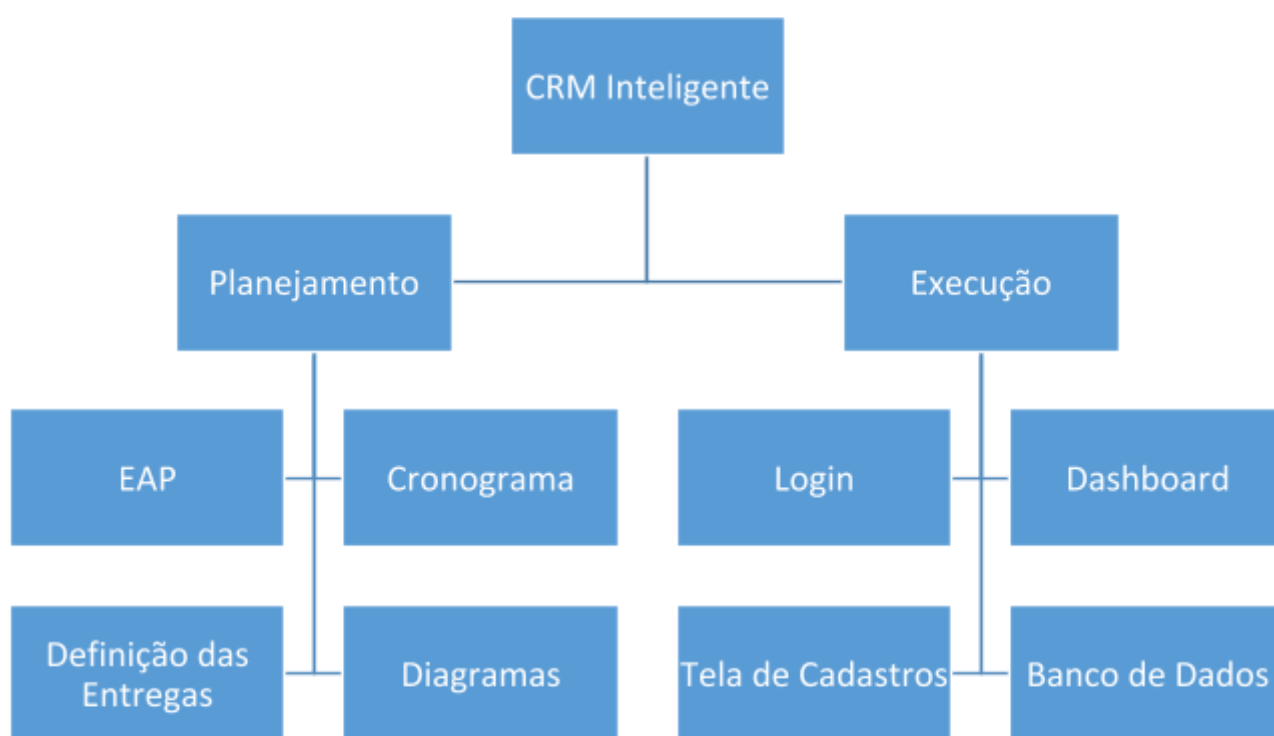 CRM Inteligente
Planejamento
Execução
EAP
Cronograma
Login
Dashboard
Definição das
Entregas
Diagramas
Tela de Cadastros
Banco de Dados